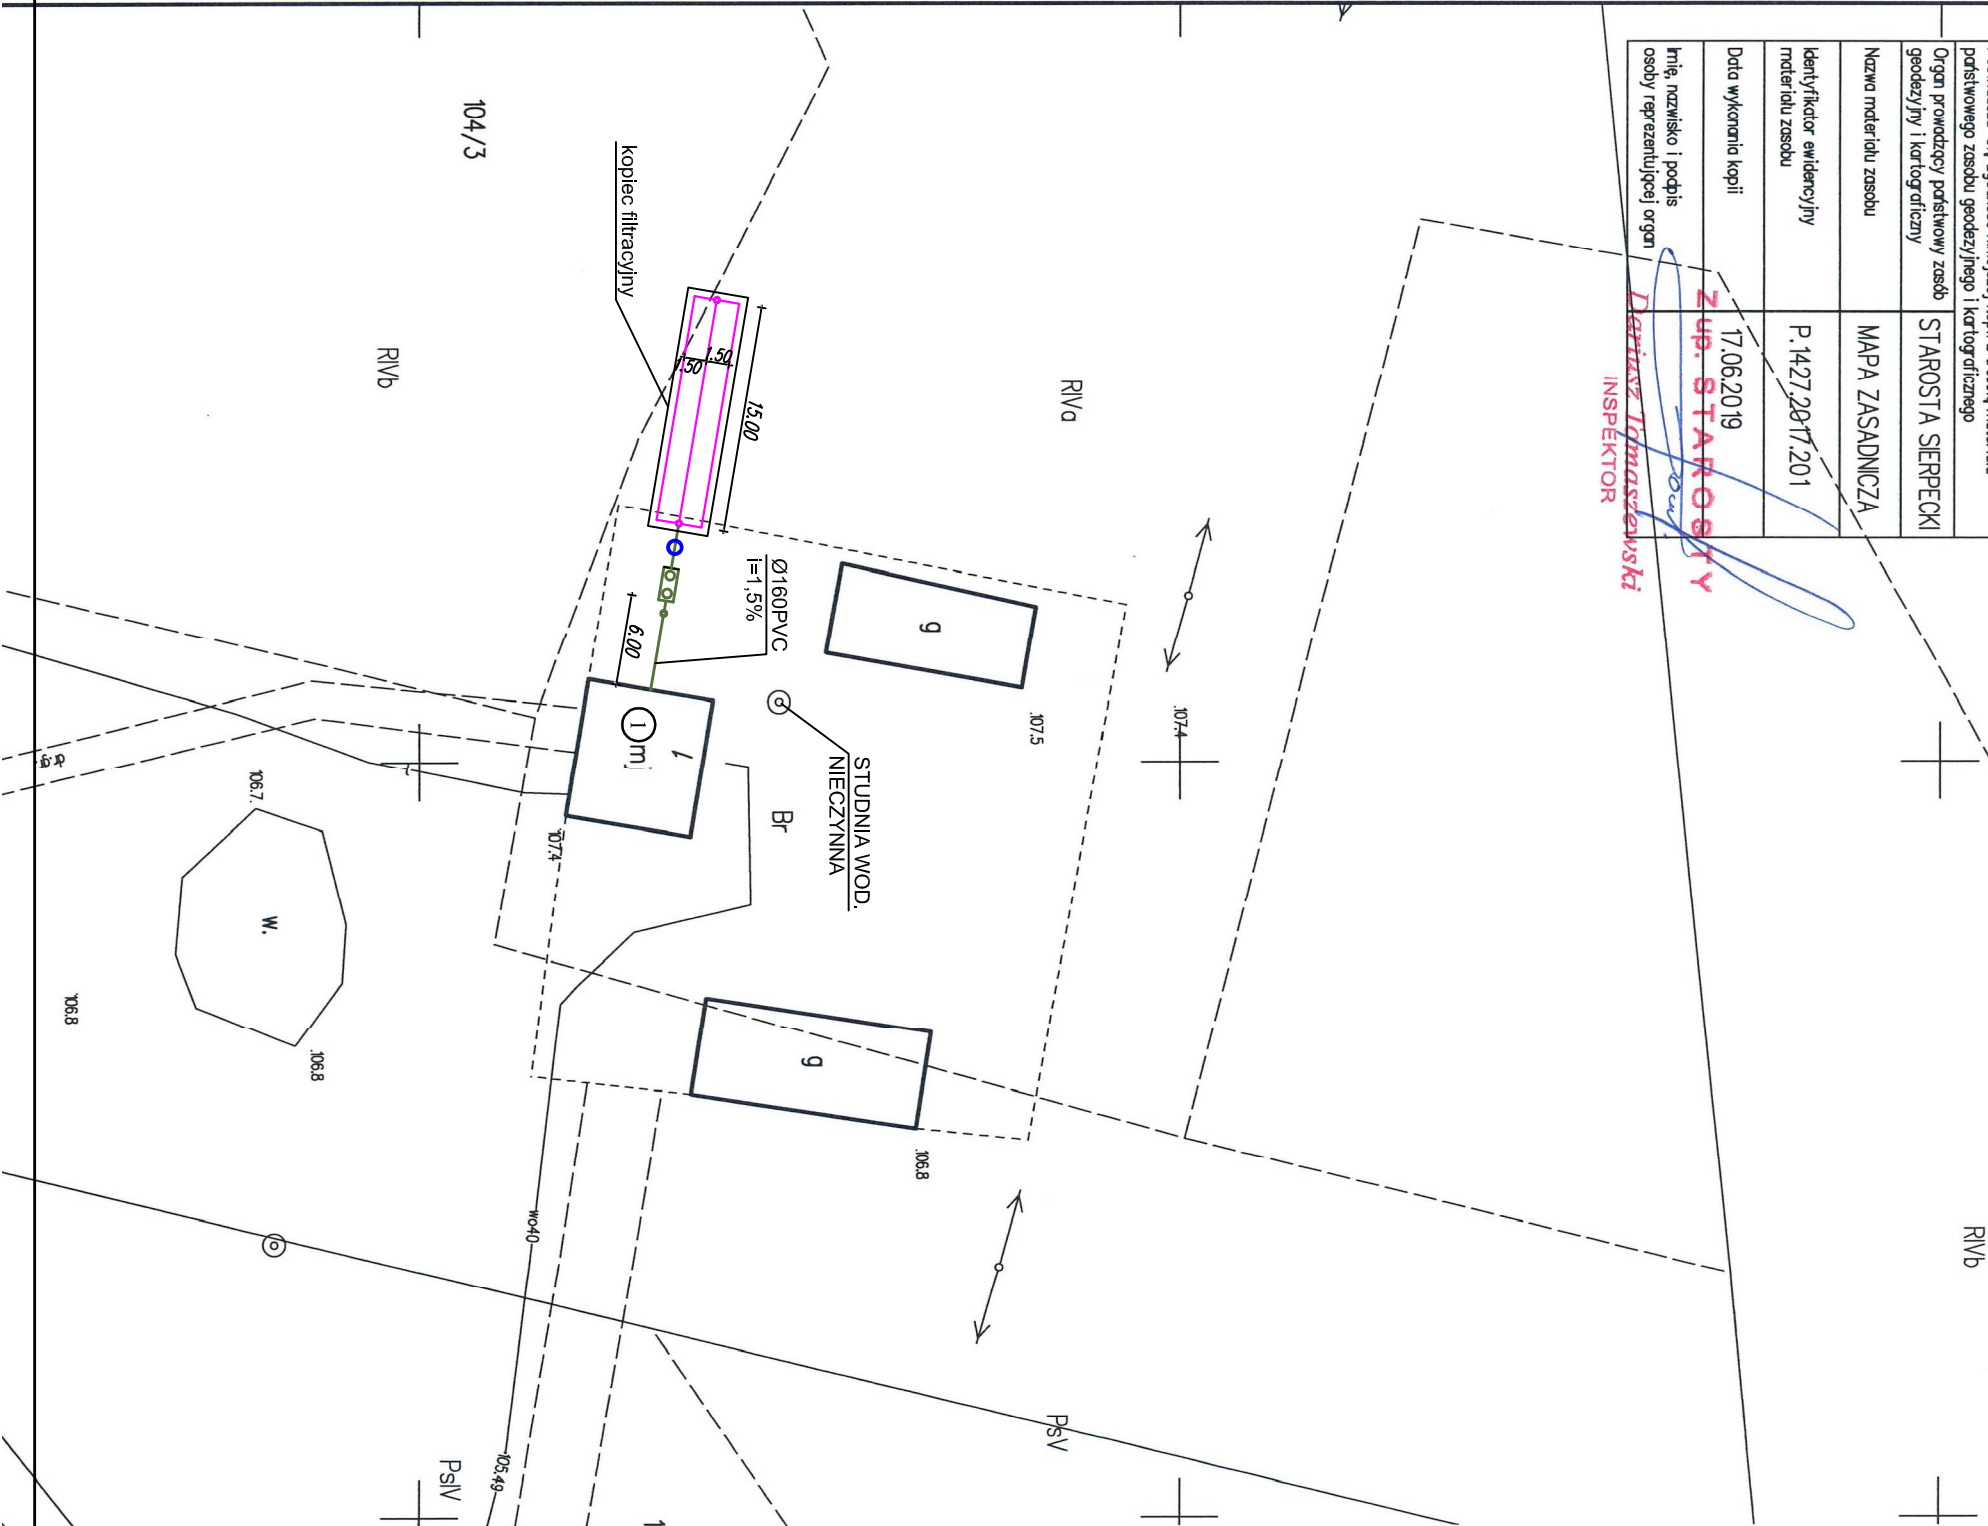 państwowego zasobu geodezyjnego i kartograficznego
Organ prowadzący państwowy zasób
geodezyjny i kartograficzny
STAROSTA SIERPECKI
Nazwa materiału zasobu
MAPA ZASADNICZA
Identyfikator ewidencyjny
materiału zasobu
P.1427.2017.201
Data wykonania kopii
17.06.2019
Imię, nazwisko i podpis
osoby reprezentującej organ
Z up. STAROSTY
Dariusz Tomaszewski
INSPEKTOR
104/3
kopiec filtracyjny
RIVb
RIVa
1.50
1.50
15.00
Ø160PVC
i=1,5%
6.00
g
107.5
107.4
1
mj
STUDNIA WOD.
NIECZYNNA
Br
107.4
106.7
w.
106.8
106.8
g
106.8
wo40
RIVb
PsV
PsIV
105.49